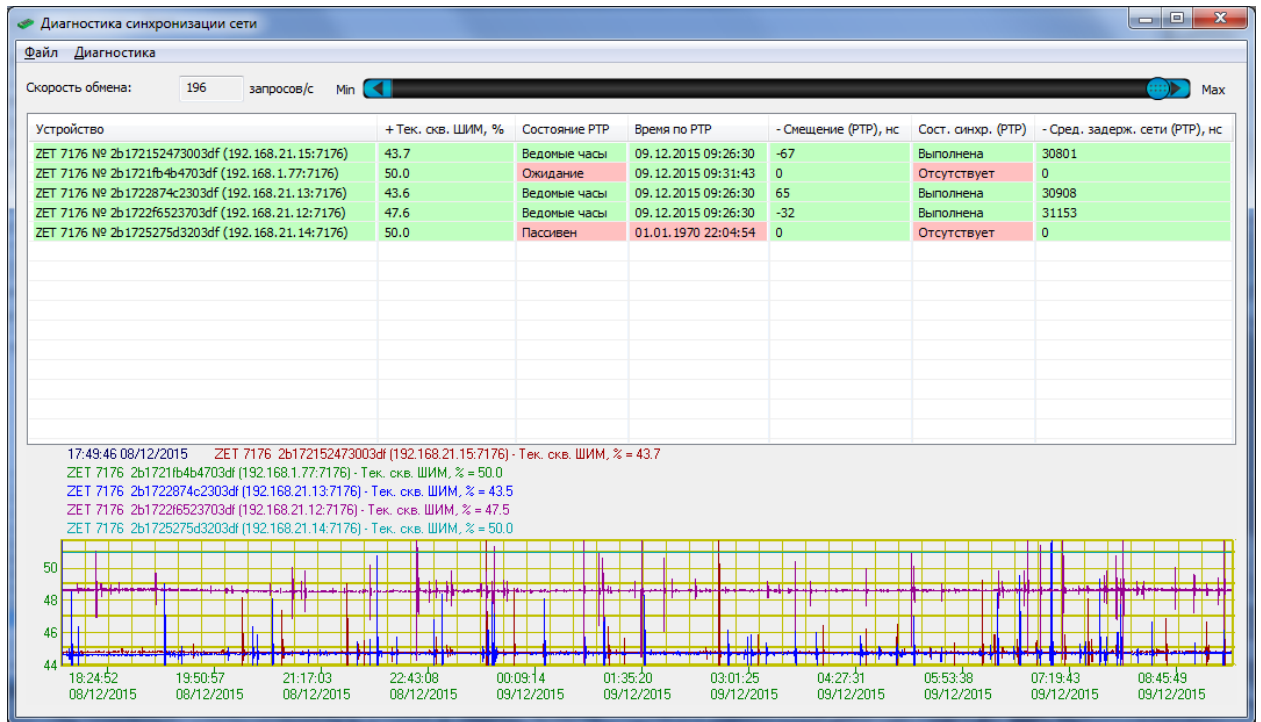 Диагностика синхронизации сети
Файл Диагностика
Скорость обмена: 196 запросов/с Min Max
Устройство + Тек. скв. ШИМ, % Состояние PTP Время по PTP - Смещение (PTP), нс Сост. синхр. (PTP) - Сред. задерж. сети (PTP), нс
ZET 7176 № 2b172152473003df (192.168.21.15:7176) 43.7 Ведомые часы 09.12.2015 09:26:30 -67 Выполнена 30801
ZET 7176 № 2b1721fb4b4703df (192.168.1.77:7176) 50.0 Ожидание 09.12.2015 09:31:43 0 Отсутствует 0
ZET 7176 № 2b1722874c2303df (192.168.21.13:7176) 43.6 Ведомые часы 09.12.2015 09:26:30 65 Выполнена 30908
ZET 7176 № 2b1722f6523703df (192.168.21.12:7176) 47.6 Ведомые часы 09.12.2015 09:26:30 -32 Выполнена 31153
ZET 7176 № 2b1725275d3203df (192.168.21.14:7176) 50.0 Пассивен 01.01.1970 22:04:54 0 Отсутствует 0
17:49:46 08/12/2015 ZET 7176 2b172152473003df (192.168.21.15:7176) - Тек. скв. ШИМ, % = 43.7
ZET 7176 2b1721fb4b4703df (192.168.1.77:7176) - Тек. скв. ШИМ, % = 50.0
ZET 7176 2b1722874c2303df (192.168.21.13:7176) - Тек. скв. ШИМ, % = 43.5
ZET 7176 2b1722f6523703df (192.168.21.12:7176) - Тек. скв. ШИМ, % = 47.5
ZET 7176 2b1725275d3203df (192.168.21.14:7176) - Тек. скв. ШИМ, % = 50.0
50
48
46
44
18:24:52 19:50:57 21:17:03 22:43:08 00:09:14 01:35:20 03:01:25 04:27:31 05:53:38 07:19:43 08:45:49
08/12/2015 08/12/2015 08/12/2015 08/12/2015 09/12/2015 09/12/2015 09/12/2015 09/12/2015 09/12/2015 09/12/2015 09/12/2015